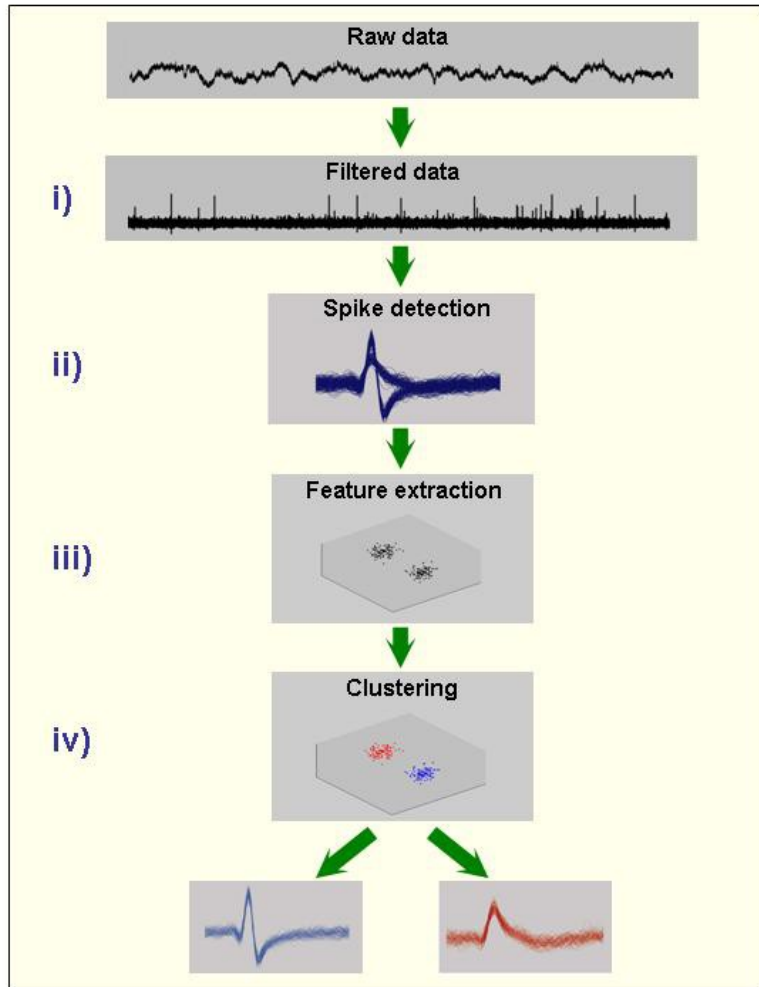 Raw data
i)
Filtered data
ii)
Spike detection
iii)
Feature extraction
iv)
Clustering